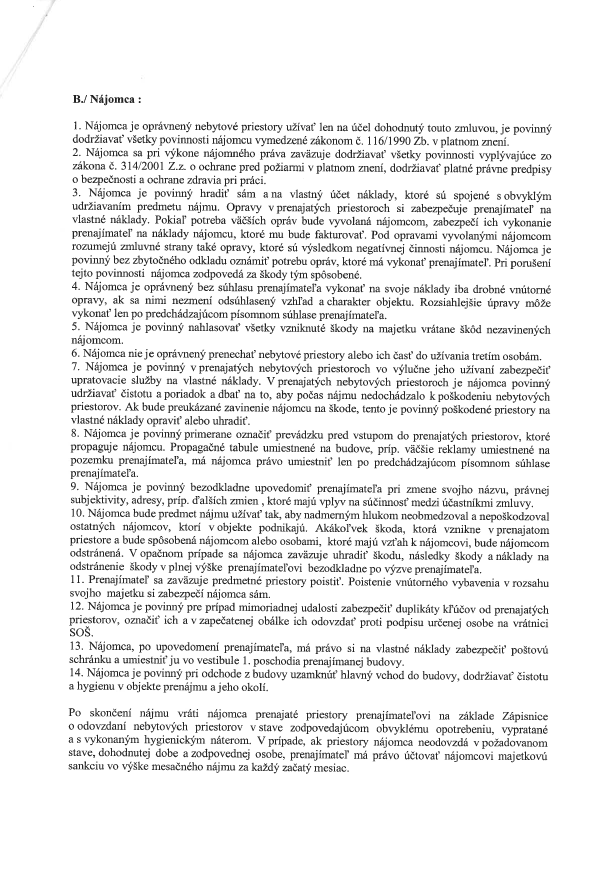 B./ Nájomca :
1. Nájomca je oprávnený nebytové priestory užívať len na účel dohodnutý touto zmluvou, je povinný
dodržiavať všetky povinnosti nájomcu vymedzené zákonom č. 116/1990 Zb. v platnom znení.
2. Nájomca sa pri výkone nájomného práva zaväzuje dodržiavať všetky povinnosti vyplývajúce zo
zákona č. 314/2001 Z.z. o ochrane pred požiarmi v platnom znení, dodržiavať platné právne predpisy
o bezpečnosti a ochrane zdravia pri práci.
3. Nájomca je povinný hradiť sám a na vlastný účet náklady, ktoré sú spojené s obvyklým
udržiavaním predmetu nájmu. Opravy v prenajatých priestoroch si zabezpečuje prenajímateľ na
vlastné náklady. Pokiaľ potreba väčších opráv bude vyvolaná nájomcom, zabezpečí ich vykonanie
prenajímateľ na náklady nájomcu, ktoré mu bude fakturovať. Pod opravami vyvolanými nájomcom
rozumejú zmluvné strany také opravy, ktoré sú výsledkom negatívnej činnosti nájomcu. Nájomca je
povinný bez zbytočného odkladu oznámiť potrebu opráv, ktoré má vykonať prenajímateľ. Pri porušení
tejto povinnosti nájomca zodpovedá za škody tým spôsobené.
4. Nájomca je oprávnený bez súhlasu prenajímateľa vykonať na svoje náklady iba drobné vnútorné
opravy, ak sa nimi nezmení odsúhlasený vzhľad a charakter objektu. Rozsiahlejšie úpravy môže
vykonať len po predchádzajúcom písomnom súhlase prenajímateľa.
5. Nájomca je povinný nahlasovať všetky vzniknuté škody na majetku vrátane škôd nezavinených
nájomcom.
6. Nájomca nie je oprávnený prenechať nebytové priestory alebo ich časť do užívania tretím osobám.
7. Nájomca je povinný v prenajatých nebytových priestoroch vo výlučne jeho užívaní zabezpečiť
upratovacie služby na vlastné náklady. V prenajatých nebytových priestoroch je nájomca povinný
udržiavať čistotu a poriadok a dbať na to, aby počas nájmu nedochádzalo k poškodeniu nebytových
priestorov. Ak bude preukázané zavinenie nájomcu na škode, tento je povinný poškodené priestory na
vlastné náklady opraviť alebo uhradiť.
8. Nájomca je povinný primerane označiť prevádzku pred vstupom do prenajatých priestorov, ktoré
propaguje nájomcu. Propagačné tabule umiestnené na budove, príp. väčšie reklamy umiestnené na
pozemku prenajímateľa, má nájomca právo umiestniť len po predchádzajúcom písomnom súhlase
prenajímateľa.
9. Nájomca je povinný bezodkladne upovedomiť prenajímateľa pri zmene svojho názvu, právnej
subjektivity, adresy, príp. ďalších zmien , ktoré majú vplyv na súčinnosť medzi účastníkmi zmluvy.
10. Nájomca bude predmet nájmu užívať tak, aby nadmerným hlukom neobmedzoval a nepoškodzoval
ostatných nájomcov, ktorí v objekte podnikajú. Akákoľvek škoda, ktorá vznikne v prenajatom
priestore a bude spôsobená nájomcom alebo osobami, ktoré majú vzťah k nájomcovi, bude nájomcom
odstránená. V opačnom prípade sa nájomca zaväzuje uhradiť škodu, následky škody a náklady na
odstránenie škody v plnej výške prenajímateľovi bezodkladne po výzve prenajímateľa.
11. Prenajímateľ sa zaväzuje predmetné priestory poistiť. Poistenie vnútorného vybavenia v rozsahu
svojho majetku si zabezpečí nájomca sám.
12. Nájomca je povinný pre prípad mimoriadnej udalosti zabezpečiť duplikáty kľúčov od prenajatých
priestorov, označiť ich a v zapečatenej obálke ich odovzdať proti podpisu určenej osobe na vrátnici
SOŠ.
13. Nájomca, po upovedomení prenajímateľa, má právo si na vlastné náklady zabezpečiť poštovú
schránku a umiestniť ju vo vestibule 1. poschodia prenajímanej budovy.
14. Nájomca je povinný pri odchode z budovy uzamknúť hlavný vchod do budovy, dodržiavať čistotu
a hygienu v objekte prenájmu a jeho okolí.
Po skončení nájmu vráti nájomca prenajaté priestory prenajímateľovi na základe Zápisnice
o odovzdaní nebytových priestorov v stave zodpovedajúcom obvyklému opotrebeniu, vypratané
a s vykonaným hygienickým náterom. V prípade, ak priestory nájomca neodovzdá v požadovanom
stave, dohodnutej dobe a zodpovednej osobe, prenajímateľ má právo účtovať nájomcovi majetkovú
sankciu vo výške mesačného nájmu za každý začatý mesiac.